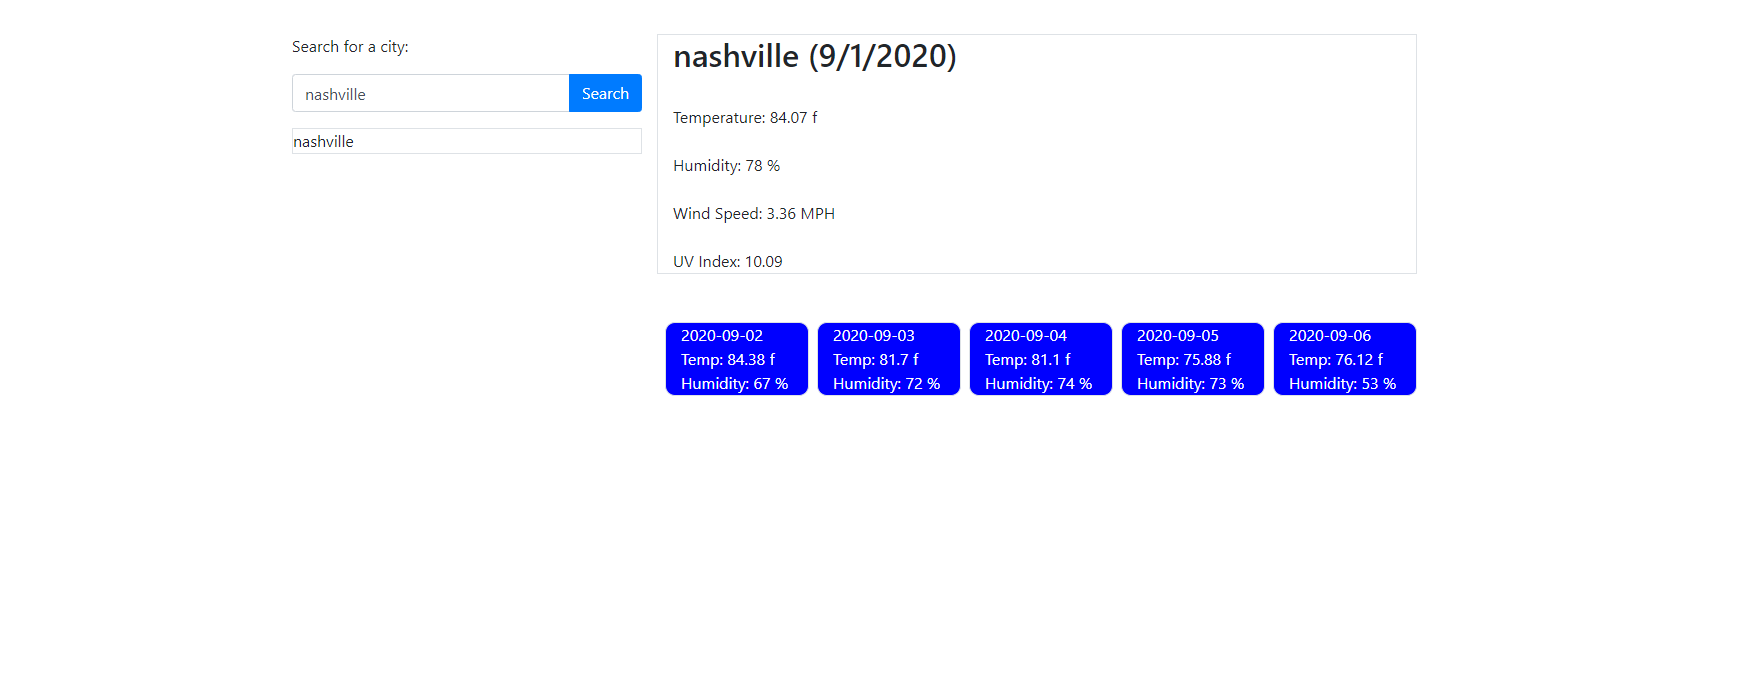 Search for a city:
nashville
Search
nashville
nashville (9/1/2020)
Temperature: 84.07 f
Humidity: 78 %
Wind Speed: 3.36 MPH
UV Index: 10.09
2020-09-02
Temp: 84.38 f
Humidity: 67 %
2020-09-03
Temp: 81.7 f
Humidity: 72 %
2020-09-04
Temp: 81.1 f
Humidity: 74 %
2020-09-05
Temp: 75.88 f
Humidity: 73 %
2020-09-06
Temp: 76.12 f
Humidity: 53 %